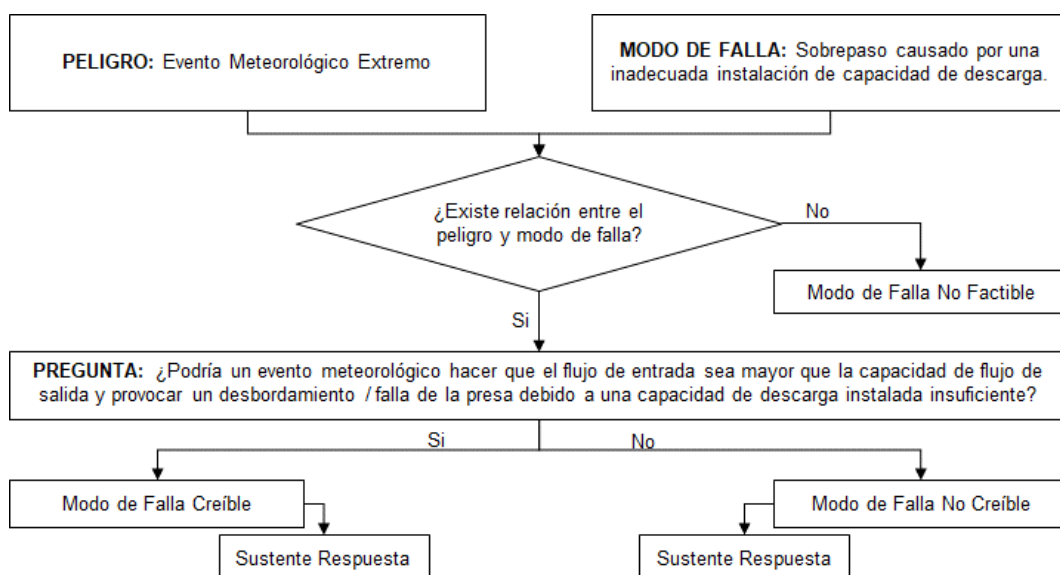 PELIGRO: Evento Meteorológico Extremo
MODO DE FALLA: Sobrepaso causado por una
inadecuada instalación de capacidad de descarga.
¿Existe relación entre el
peligro y modo de falla?
No
Modo de Falla No Factible
Si
PREGUNTA: ¿Podría un evento meteorológico hacer que el flujo de entrada sea mayor que la capacidad de flujo de
salida y provocar un desbordamiento / falla de la presa debido a una capacidad de descarga instalada insuficiente?
Si
No
Modo de Falla Creíble
Modo de Falla No Creíble
Sustente Respuesta
Sustente Respuesta